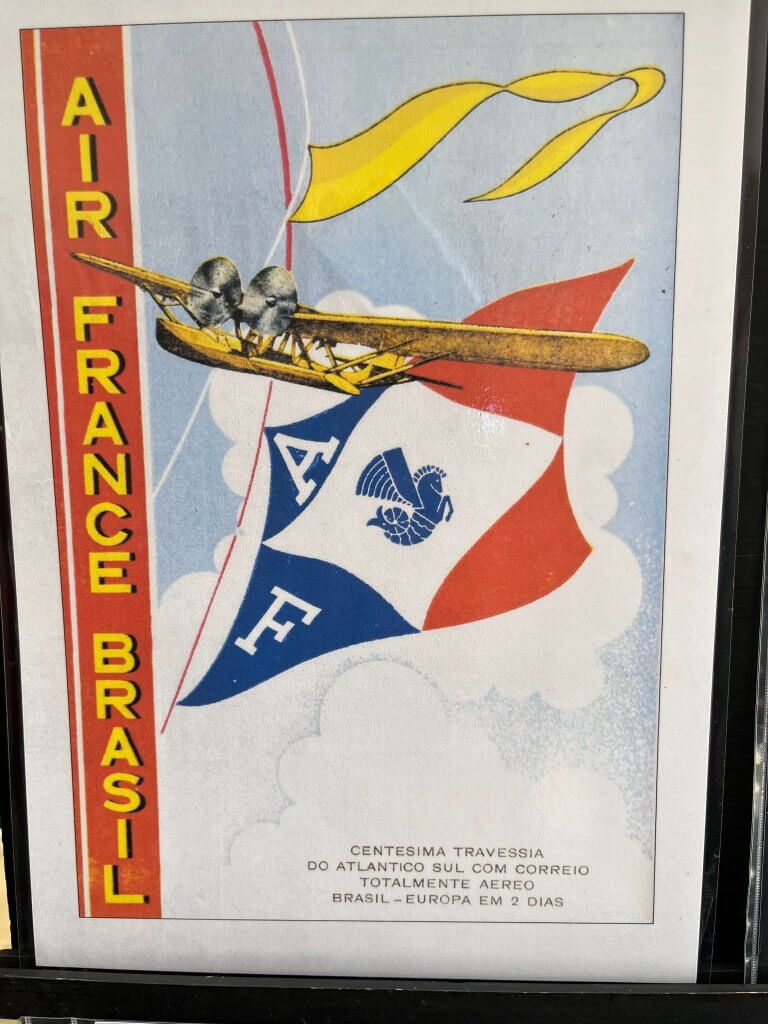 AIR FRANCE BRASIL
A
F
CENTESIMA TRAVESSIA
DO ATLANTICO SUL COM CORREIO
TOTALMENTE AEREO
BRASIL – EUROPA EM 2 DIAS